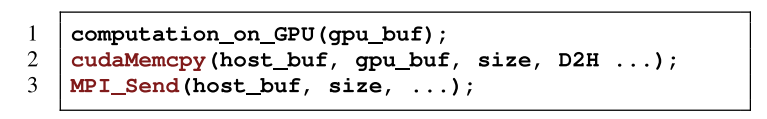 1 computation_on_GPU(gpu_buf);
2 cudaMemcpy(host_buf, gpu_buf, size, D2H ...);
3 MPI_Send(host_buf, size, ...);